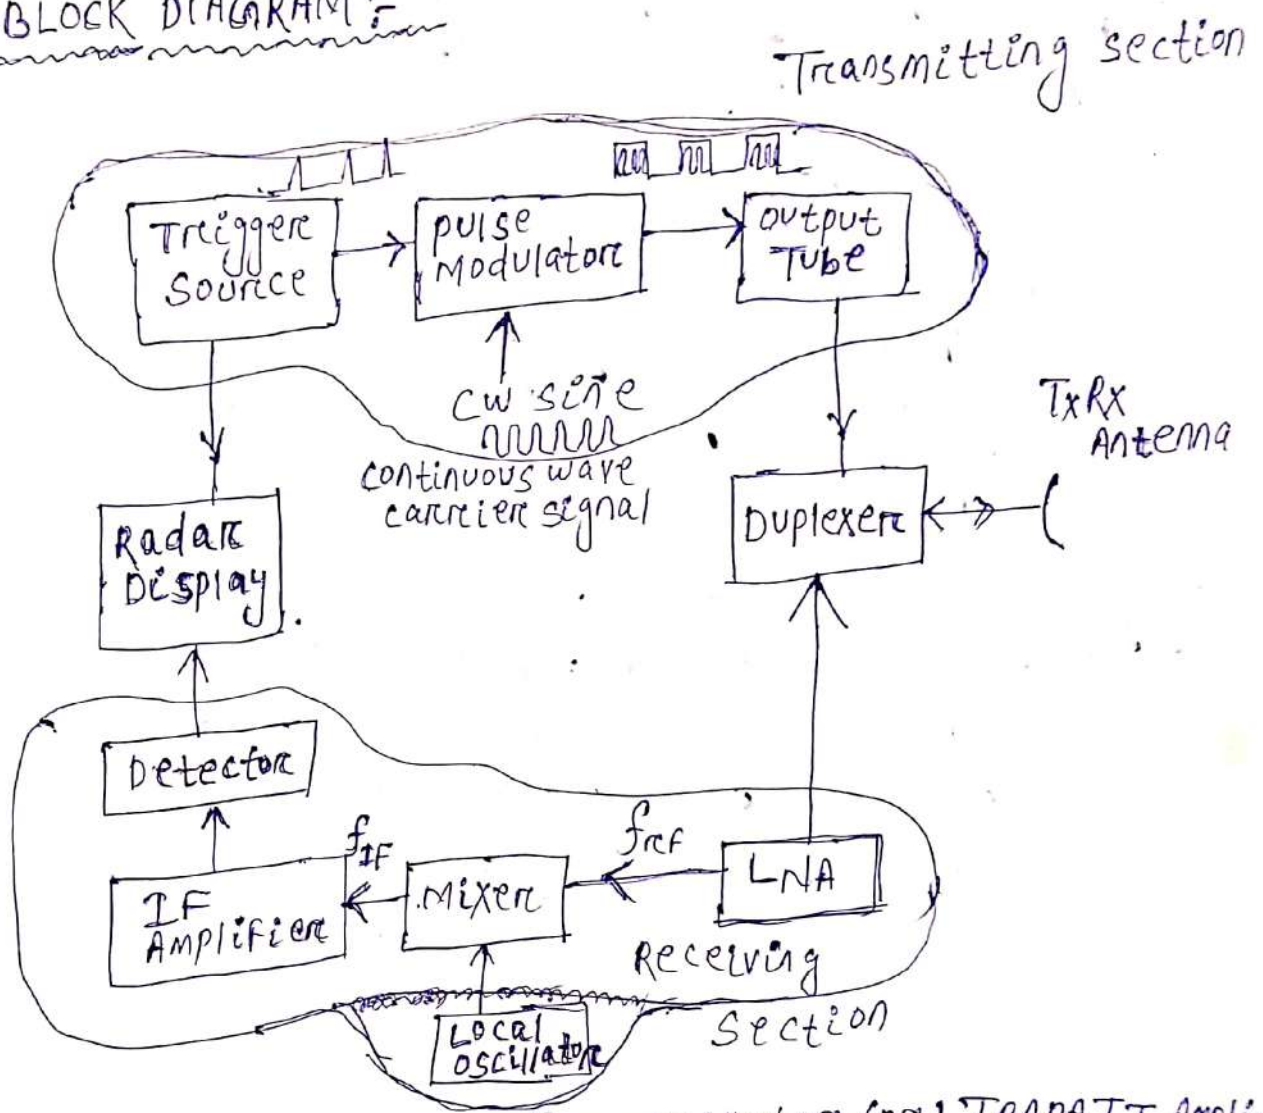 BLOCK DIAGRAM :-
Transmitting section
Trigger
Source
Pulse
Modulator
Output
Tube
CW sine
continuous wave
carrier signal
TxRx
Antenna
Radar
Display
Duplexer
Detector
fIF
fref
IF
Amplifier
Mixer
LNA
Receiving
Section
Local
Oscillator